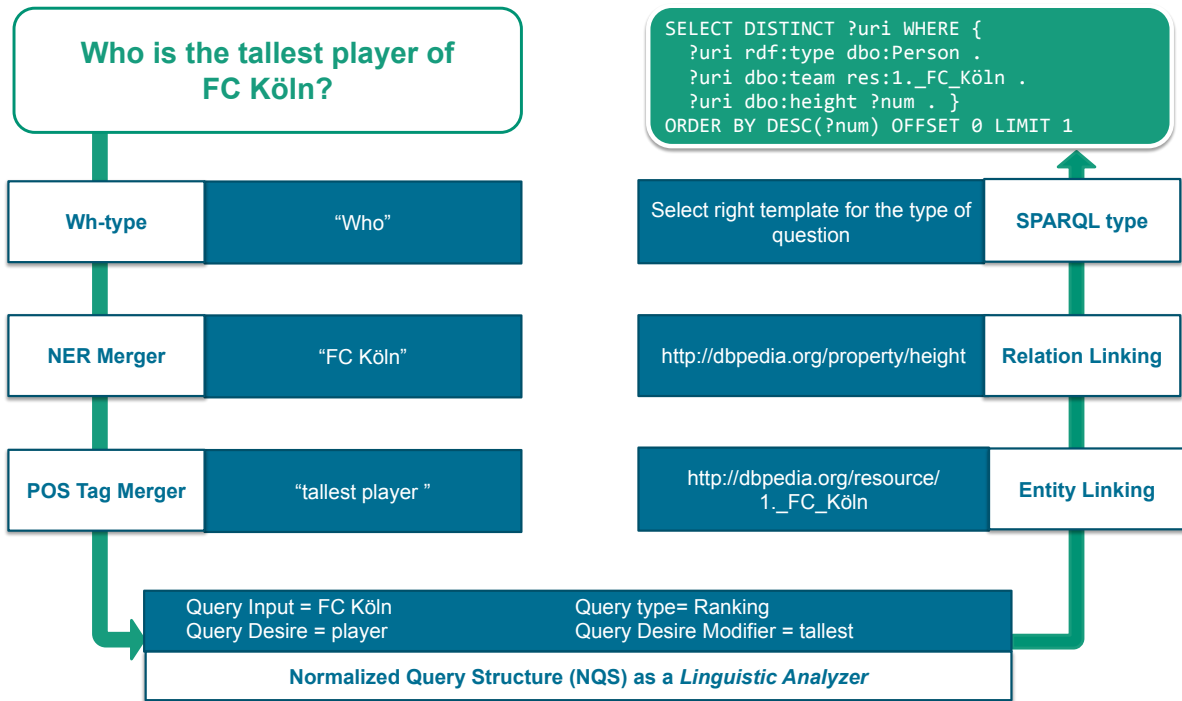 Who is the tallest player of
FC Köln?
Wh-type
“Who”
NER Merger
“FC Köln”
POS Tag Merger
“tallest player ”
Query Input = FC Köln
Query Desire = player
Query type= Ranking
Query Desire Modifier = tallest
Normalized Query Structure (NQS) as a Linguistic Analyzer
http://dbpedia.org/resource/
1._FC_Köln
Entity Linking
http://dbpedia.org/property/height
Relation Linking
Select right template for the type of
question
SPARQL type
SELECT DISTINCT ?uri WHERE {
?uri rdf:type dbo:Person .
?uri dbo:team res:1._FC_Köln .
?uri dbo:height ?num . }
ORDER BY DESC(?num) OFFSET 0 LIMIT 1